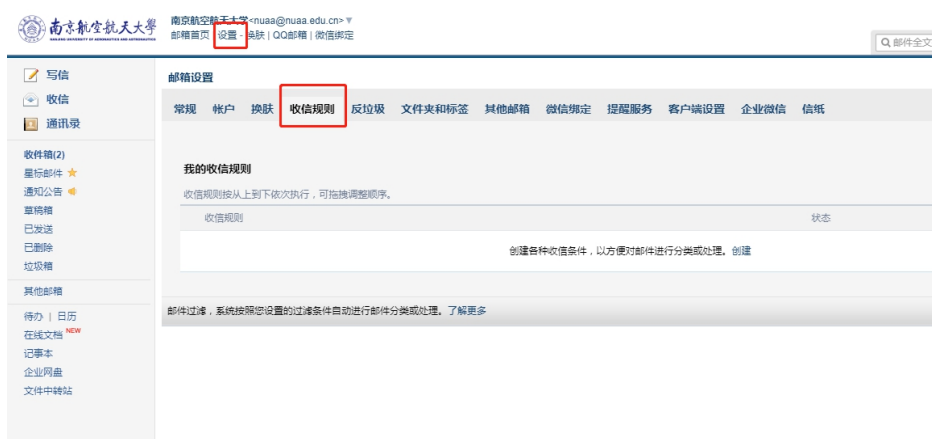 南京航空航天大学
NANJING UNIVERSITY OF AERONAUTICS AND ASTRONAUTICS
南京航空航天大学<nuaa@nuaa.edu.cn>▼
邮箱首页 | 设置 - 换肤 | QQ邮箱 | 微信绑定
邮件全文
写信
收信
通讯录
收件箱(2)
星标邮件
通知公告
草稿箱
已发送
已删除
垃圾箱
其他邮箱
待办 | 日历
在线文档 NEW
记事本
企业网盘
文件中转站
邮箱设置
常规 帐户 换肤 收信规则 反垃圾 文件夹和标签 其他邮箱 微信绑定 提醒服务 客户端设置 企业微信 信纸
我的收信规则
收信规则按从上到下依次执行，可拖拽调整顺序。
收信规则 状态
创建各种收信条件，以方便对邮件进行分类或处理。创建
邮件过滤，系统按照您设置的过滤条件自动进行邮件分类或处理。了解更多